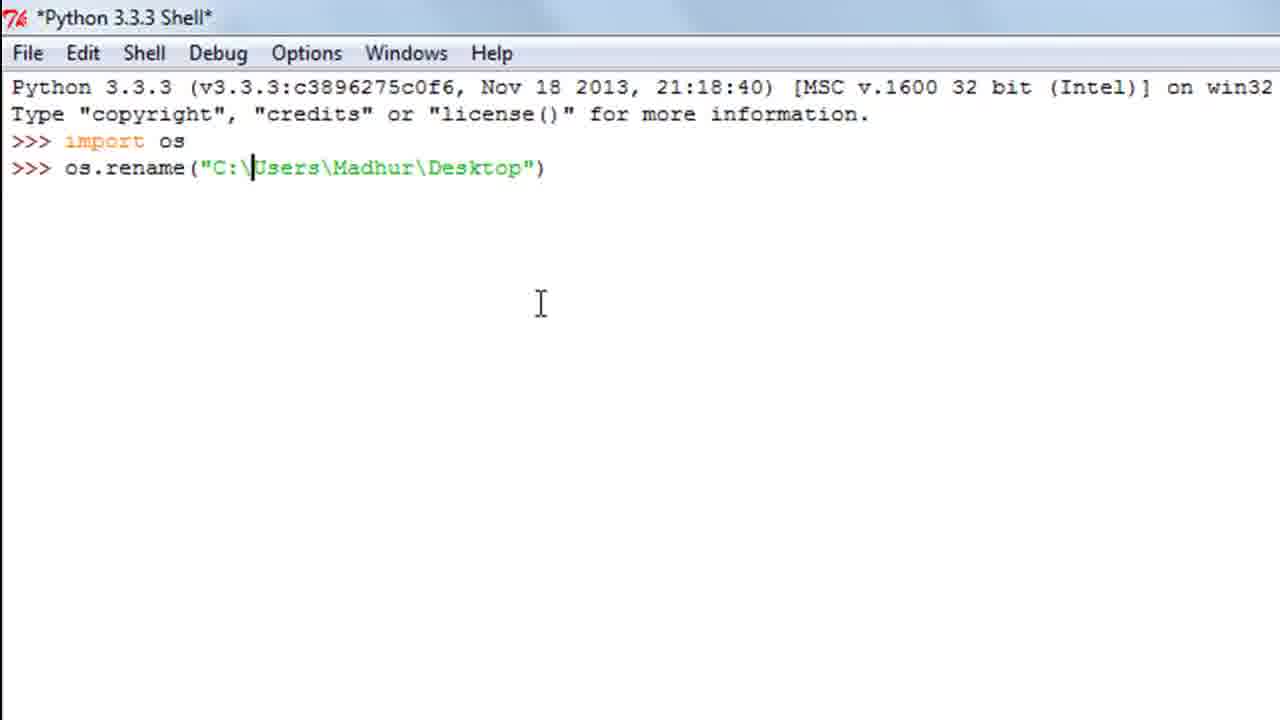 *Python 3.3.3 Shell*
File Edit Shell Debug Options Windows Help
Python 3.3.3 (v3.3.3:c3896275c0f6, Nov 18 2013, 21:18:40) [MSC v.1600 32 bit (Intel)] on win32
Type "copyright", "credits" or "license()" for more information.
>>> import os
>>> os.rename("C:\Users\Madhur\Desktop")